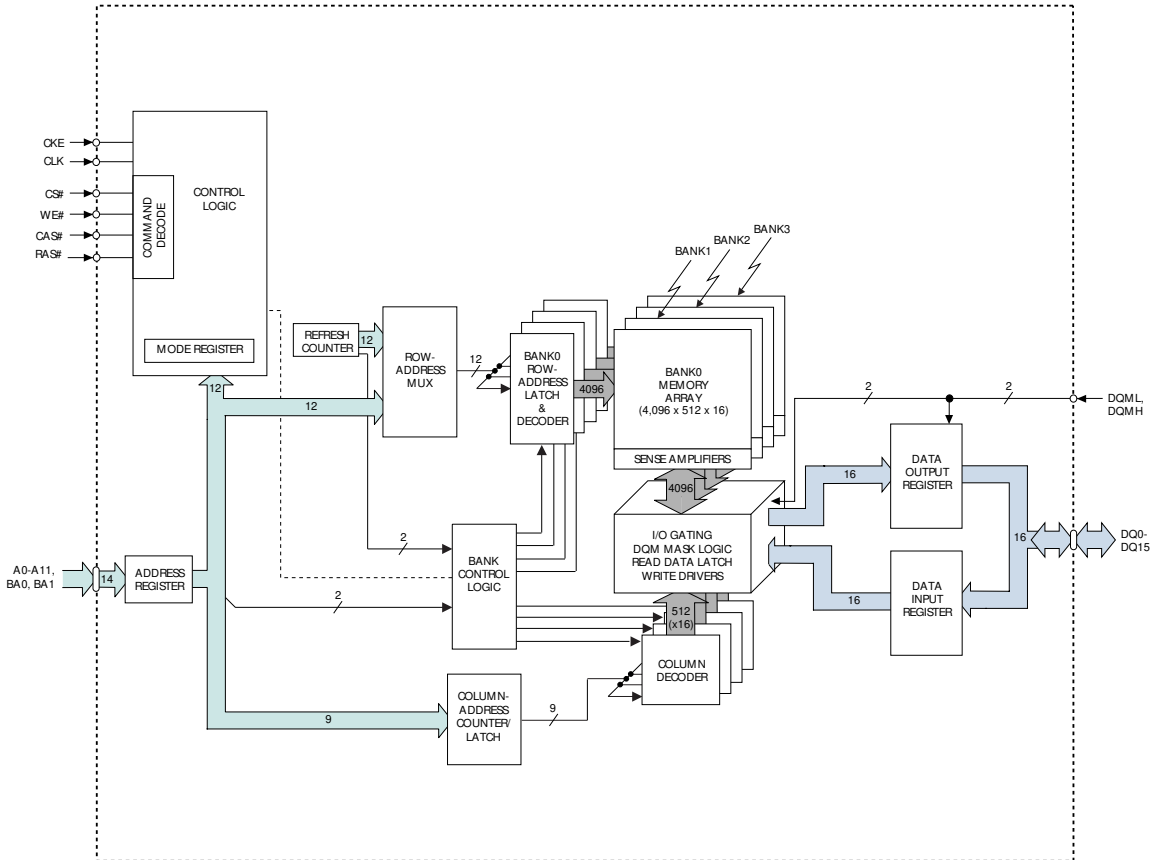 CKE
CLK
CS#
WE#
CAS#
RAS#
COMMAND
DECODE
CONTROL
LOGIC
MODE REGISTER
BANK1
BANK2
BANK3
REFRESH
COUNTER
12
ROW-
ADDRESS
MUX
12
BANK0
ROW-
ADDRESS
LATCH
&
DECODER
4096
BANK0
MEMORY
ARRAY
(4,096 x 512 x 16)
SENSE AMPLIFIERS
12
12
2
2
DQML,
DQMH
DATA
OUTPUT
REGISTER
16
4096
I/O GATING
DQM MASK LOGIC
READ DATA LATCH
WRITE DRIVERS
16
DQ0-
DQ15
A0-A11,
BA0, BA1
14
ADDRESS
REGISTER
2
2
BANK
CONTROL
LOGIC
DATA
INPUT
REGISTER
16
512
(x16)
COLUMN
DECODER
9
COLUMN-
ADDRESS
COUNTER/
LATCH
9